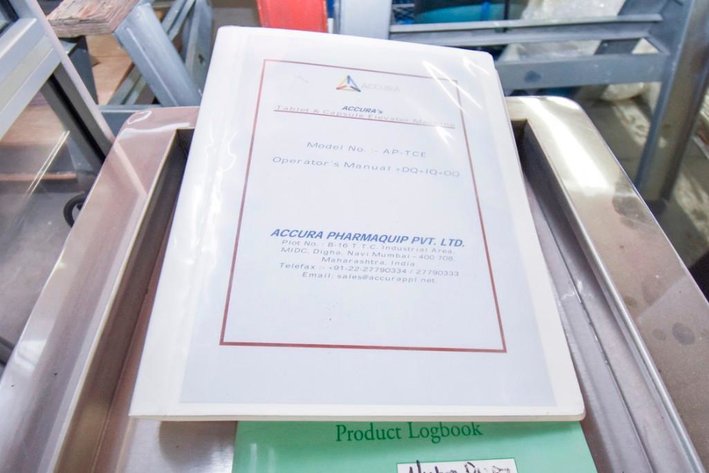 ACCURA
ACCURA's
Tablet & Capsule Elevator Machine
Model No. :- AP-TCE
Operator's Manual +DQ+IQ+OQ
ACCURA PHARMAQUIP PVT. LTD.
Plot No. : B-16 T.T.C. Industrial Area,
MIDC, Digha, Navi Mumbai - 400 708,
Maharashtra, India.
Telefax :- +91-22-27790334 / 27790333
Email: sales@accurappl.net.
Product Logbook